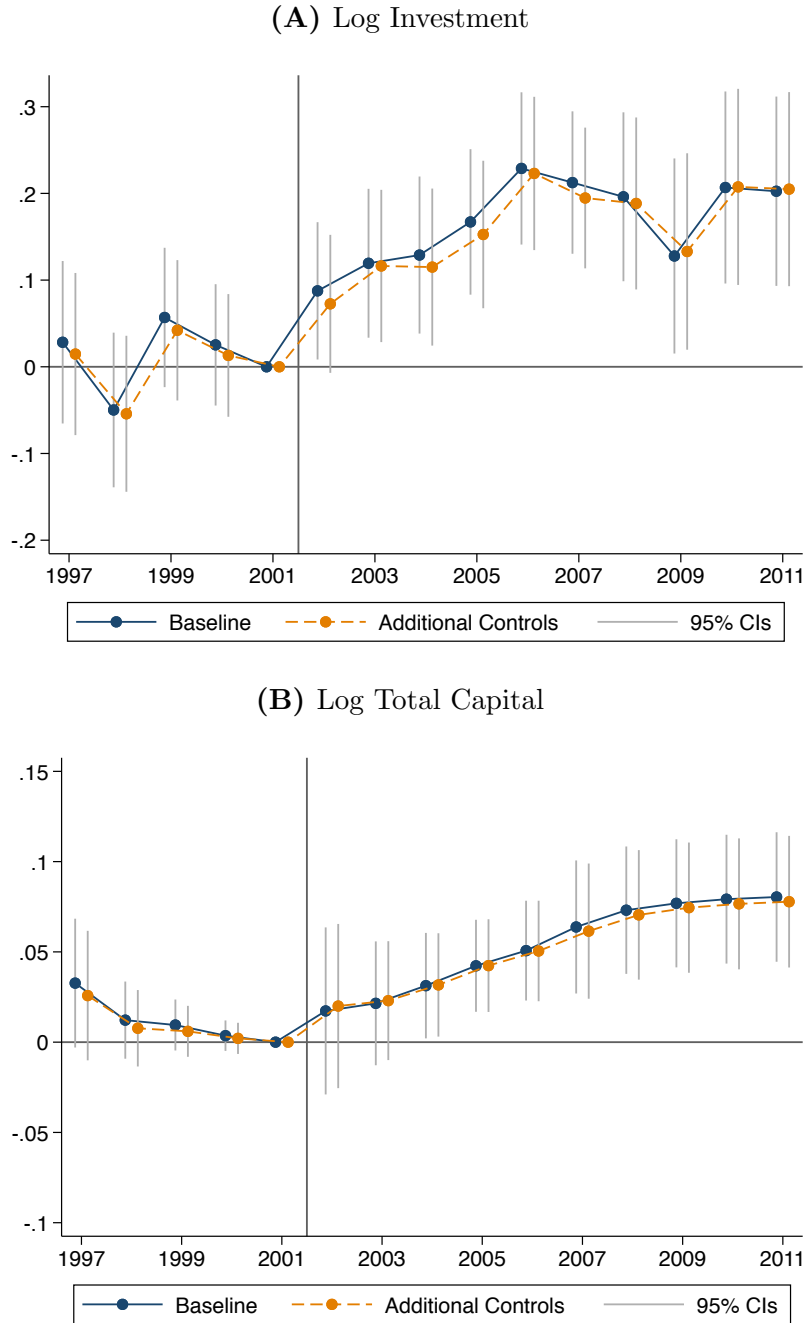 (A) Log Investment
.3
.2
.1
0
-.1
-.2
1997 1999 2001 2003 2005 2007 2009 2011
Baseline Additional Controls 95% CIs
(B) Log Total Capital
.15
.1
.05
0
-.05
-.1
1997 1999 2001 2003 2005 2007 2009 2011
Baseline Additional Controls 95% CIs